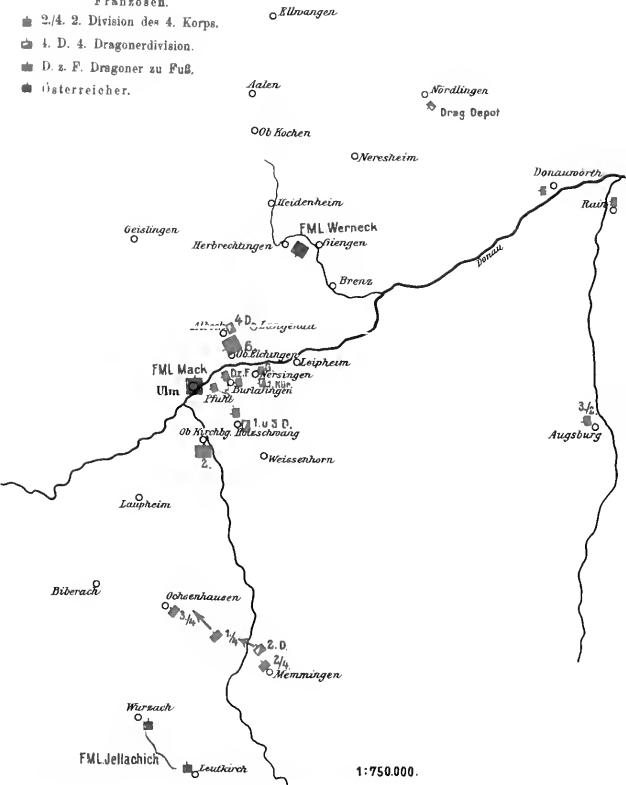 Franzosen.
2./4. 2. Division des 4. Korps.
4. D. 4. Dragonerdivision.
D. z. F. Dragoner zu Fuß.
Österreicher.
Ellwangen
Aalen
Nördlingen
Drag Depot
Ob Kochen
Neresheim
Donauwörth
Heidenheim
Rain
FML. Werneck
Geislingen
Herbrechtingen
Giengen
Donau
Brenz
4 D.
Langenau
6.
Ob. Elchingen
Leipheim
FML Mack
Dr. F.
Nersingen
Ulm
1. Kür.
Burlafingen
Pfuhl
3/2
1. u 3 D.
Ob Kirchbg.
Holzschwang
Augsburg
2.
Weissenhorn
Laupheim
Biberach
Ochsenhausen
3/4
1/4
2. D.
2/4.
Memmingen
Wurzach
FML. Jellachich
Leutkirch
1:750.000.